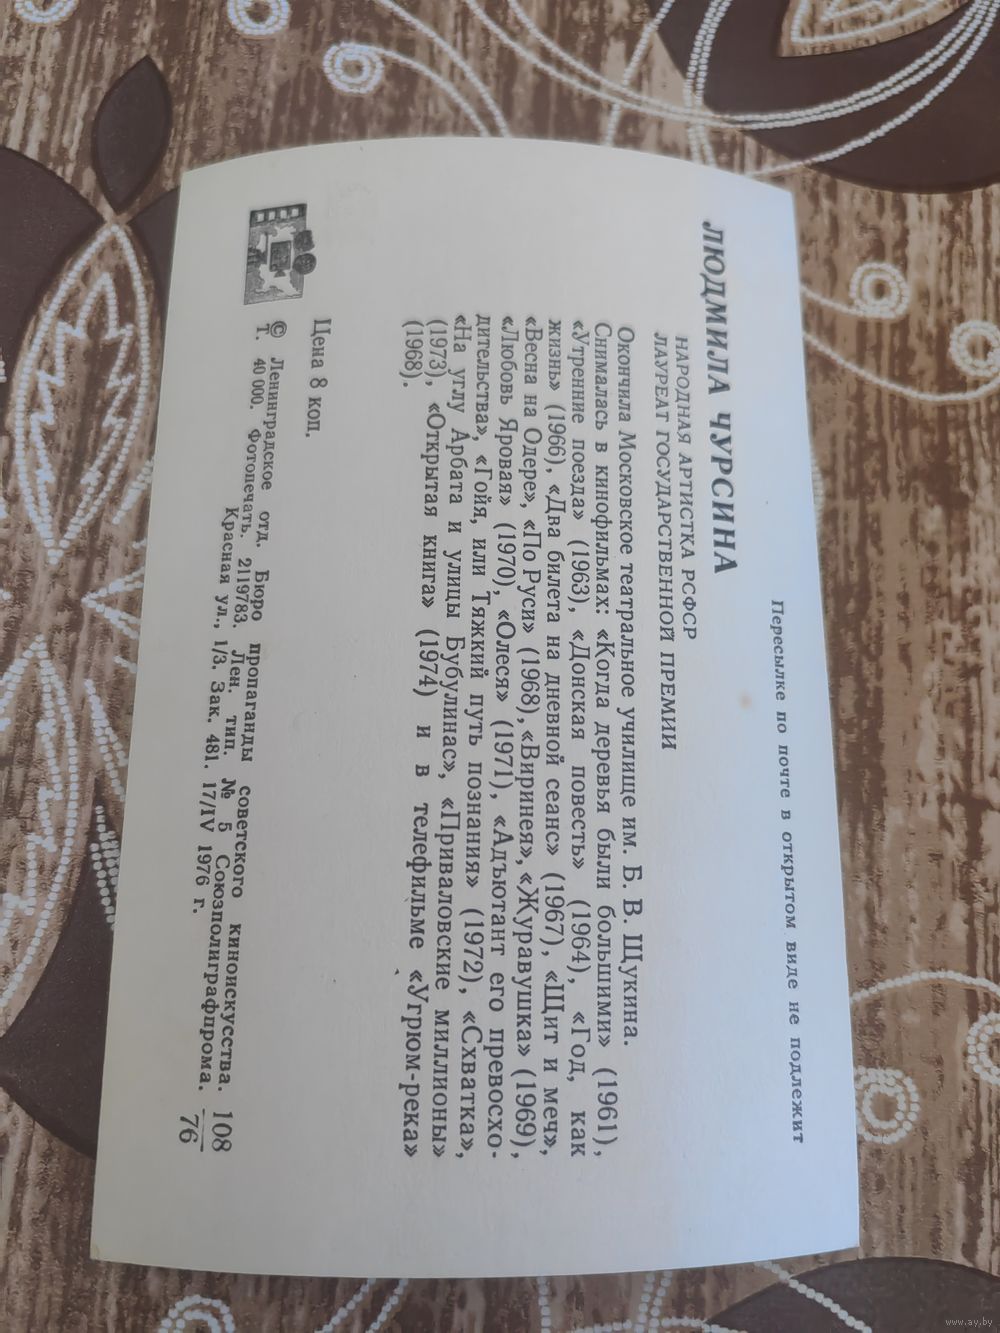 Пересылке по почте в открытом виде не подлежит
ЛЮДМИЛА ЧУРСИНА
НАРОДНАЯ АРТИСТКА РСФСР
ЛАУРЕАТ ГОСУДАРСТВЕННОЙ ПРЕМИИ
Окончила Московское театральное училище им. Б. В. Щукина.
Снималась в кинофильмах: «Когда деревья были большими» (1961),
«Утренние поезда» (1963), «Донская повесть» (1964), «Год, как
жизнь» (1966), «Два билета на дневной сеанс» (1967), «Щит и меч»,
«Весна на Одере», «По Руси» (1968), «Виринея», «Журавушка» (1969),
«Любовь Яровая» (1970), «Олеся» (1971), «Адъютант его превосхо-
дительства», «Гойя, или Тяжкий путь познания» (1972), «Схватка»,
«На углу Арбата и улицы Бубулинас», «Приваловские миллионы»
(1973), «Открытая книга» (1974) и в телефильме «Угрюм-река»
(1968).
Цена 8 коп.
© Ленинградское отд. Бюро пропаганды советского киноискусства.
Т. 40 000. Фотопечать. 2119783. Лен. тип. № 5 Союзполиграфпрома.
Красная ул., 1/3. Зак. 481. 17/IV 1976 г.
108
76
www.ay.by